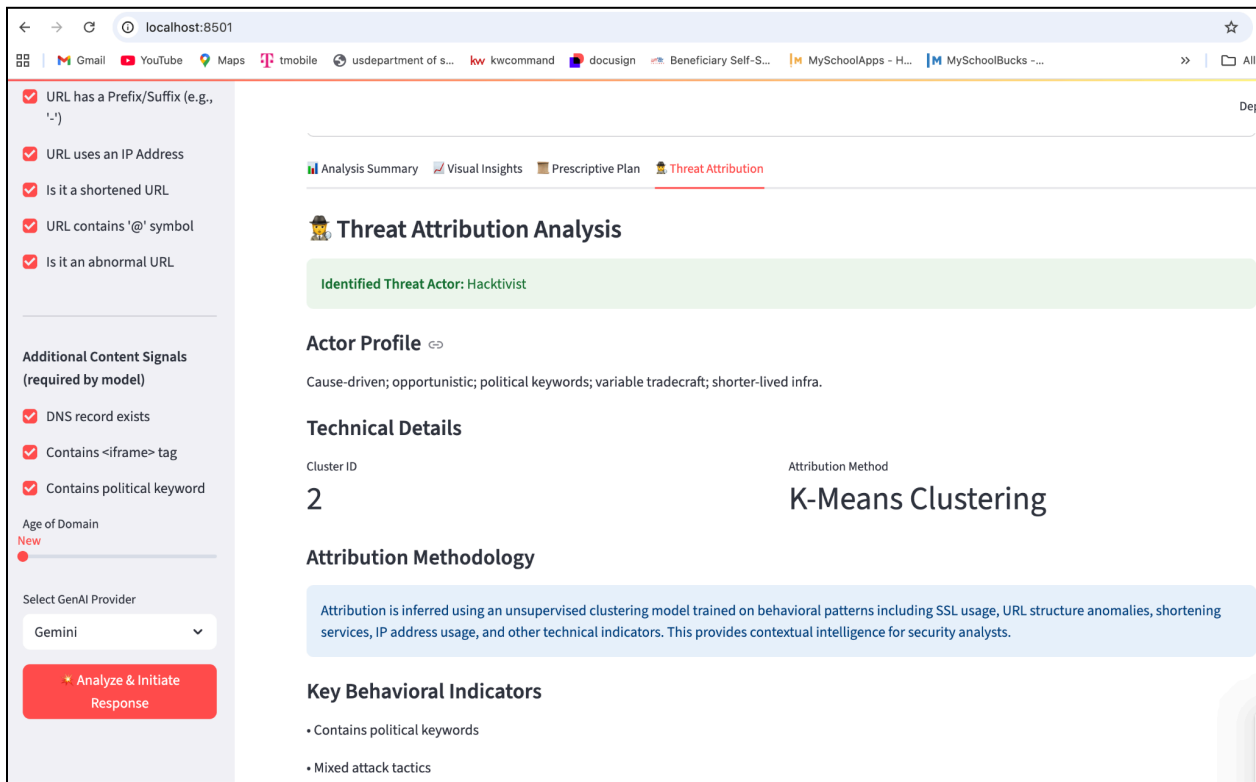 localhost:8501
Gmail YouTube Maps tmobile usdepartment of s... kw kwcommand docusign Beneficiary Self-S... MySchoolApps - H... MySchoolBucks -... » All
URL has a Prefix/Suffix (e.g.,
'-')
URL uses an IP Address
Is it a shortened URL
URL contains '@' symbol
Is it an abnormal URL
Additional Content Signals
(required by model)
DNS record exists
Contains <iframe> tag
Contains political keyword
Age of Domain
New
Select GenAI Provider
Gemini
Analyze & Initiate
Response
Dep
Analysis Summary Visual Insights Prescriptive Plan Threat Attribution
Threat Attribution Analysis
Identified Threat Actor: Hacktivist
Actor Profile
Cause-driven; opportunistic; political keywords; variable tradecraft; shorter-lived infra.
Technical Details
Cluster ID
2
Attribution Method
K-Means Clustering
Attribution Methodology
Attribution is inferred using an unsupervised clustering model trained on behavioral patterns including SSL usage, URL structure anomalies, shortening
services, IP address usage, and other technical indicators. This provides contextual intelligence for security analysts.
Key Behavioral Indicators
• Contains political keywords
• Mixed attack tactics